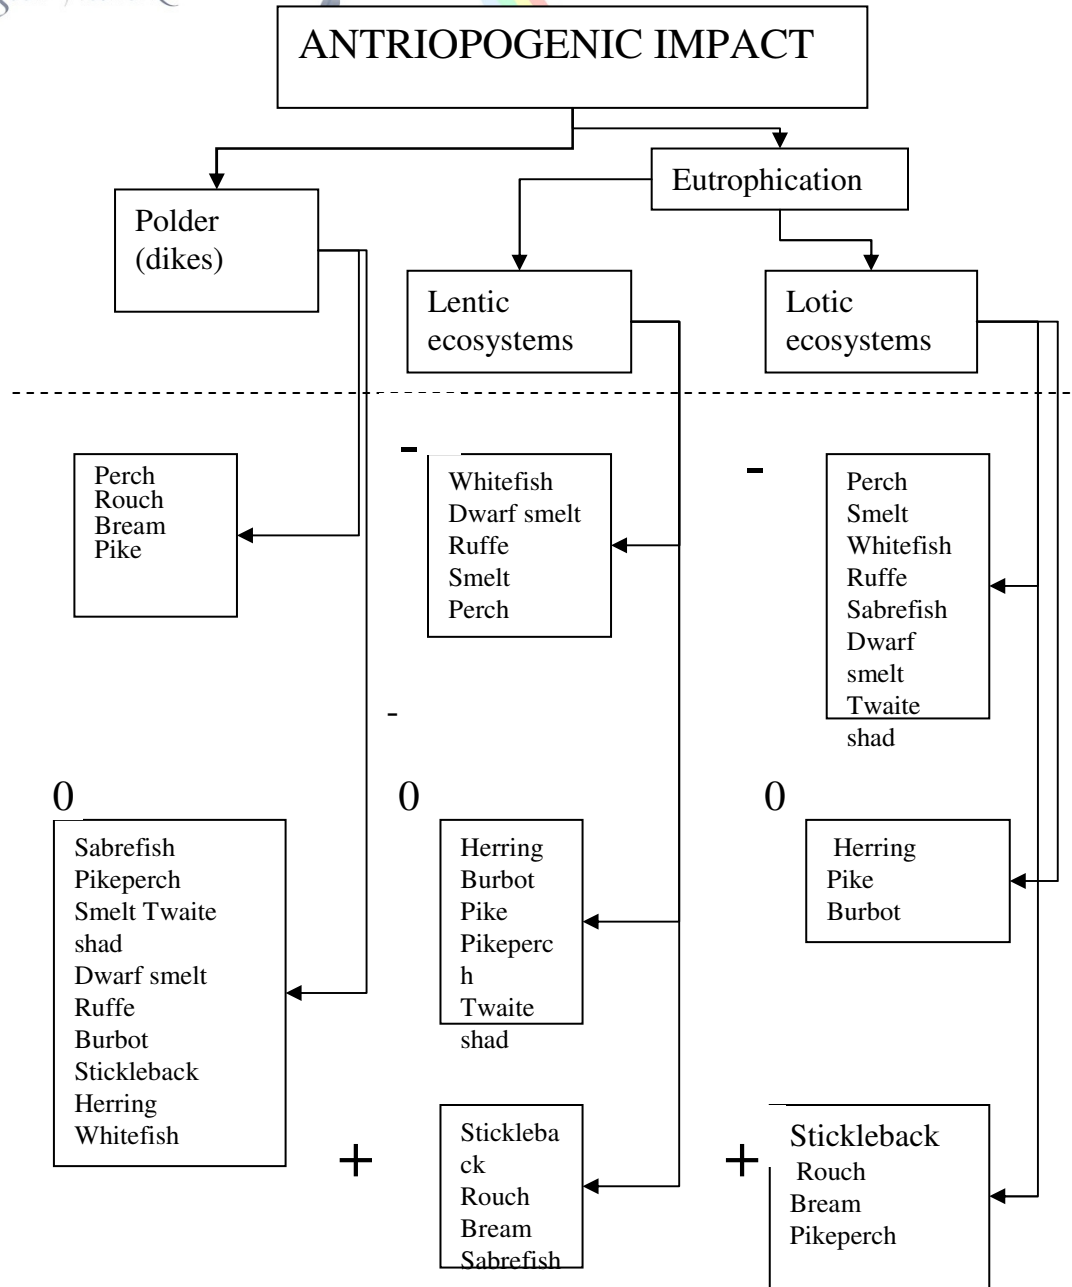 ANTRIOPOGENIC IMPACT
Eutrophication
Polder
(dikes)
Lentic
ecosystems
Lotic
ecosystems
Perch
Rouch
Bream
Pike
-
Whitefish
Dwarf smelt
Ruffe
Smelt
Perch
-
Perch
Smelt
Whitefish
Ruffe
Sabrefish
Dwarf
smelt
Twaite
shad
-
0
Sabrefish
Pikeperch
Smelt Twaite
shad
Dwarf smelt
Ruffe
Burbot
Stickleback
Herring
Whitefish
0
Herring
Burbot
Pike
Pikeperc
h
Twaite
shad
0
Herring
Pike
Burbot
+
Stickleba
ck
Rouch
Bream
Sabrefish
+
Stickleback
Rouch
Bream
Pikeperch